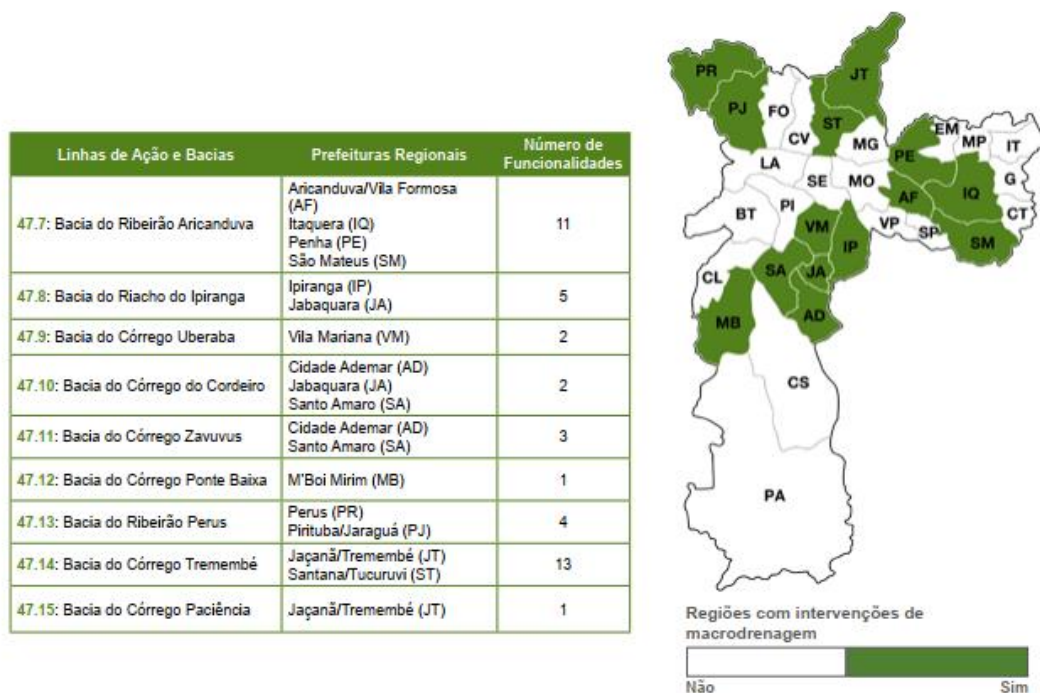 Linhas de Ação e Bacias
Prefeituras Regionais
Número de
Funcionalidades
47.7: Bacia do Ribeirão Aricanduva
Aricanduva/Vila Formosa
(AF)
Itaquera (IQ)
Penha (PE)
São Mateus (SM)
11
47.8: Bacia do Riacho do Ipiranga
Ipiranga (IP)
Jabaquara (JA)
5
47.9: Bacia do Córrego Uberaba
Vila Mariana (VM)
2
47.10: Bacia do Córrego do Cordeiro
Cidade Ademar (AD)
Jabaquara (JA)
Santo Amaro (SA)
2
47.11: Bacia do Córrego Zavuvus
Cidade Ademar (AD)
Santo Amaro (SA)
3
47.12: Bacia do Córrego Ponte Baixa
M'Boi Mirim (MB)
1
47.13: Bacia do Ribeirão Perus
Perus (PR)
Pirituba/Jaraguá (PJ)
4
47.14: Bacia do Córrego Tremembé
Jaçanã/Tremembé (JT)
Santana/Tucuruvi (ST)
13
47.15: Bacia do Córrego Paciência
Jaçanã/Tremembé (JT)
1
PR
JT
PJ
FO
ST
CV
MG
EM
MP
IT
PE
LA
SE
MO
AF
IQ
G
CT
BT
PI
VM
IP
VP
SP
SM
CL
SA
JA
MB
AD
CS
PA
Regiões com intervenções de
macrodrenagem
Não
Sim